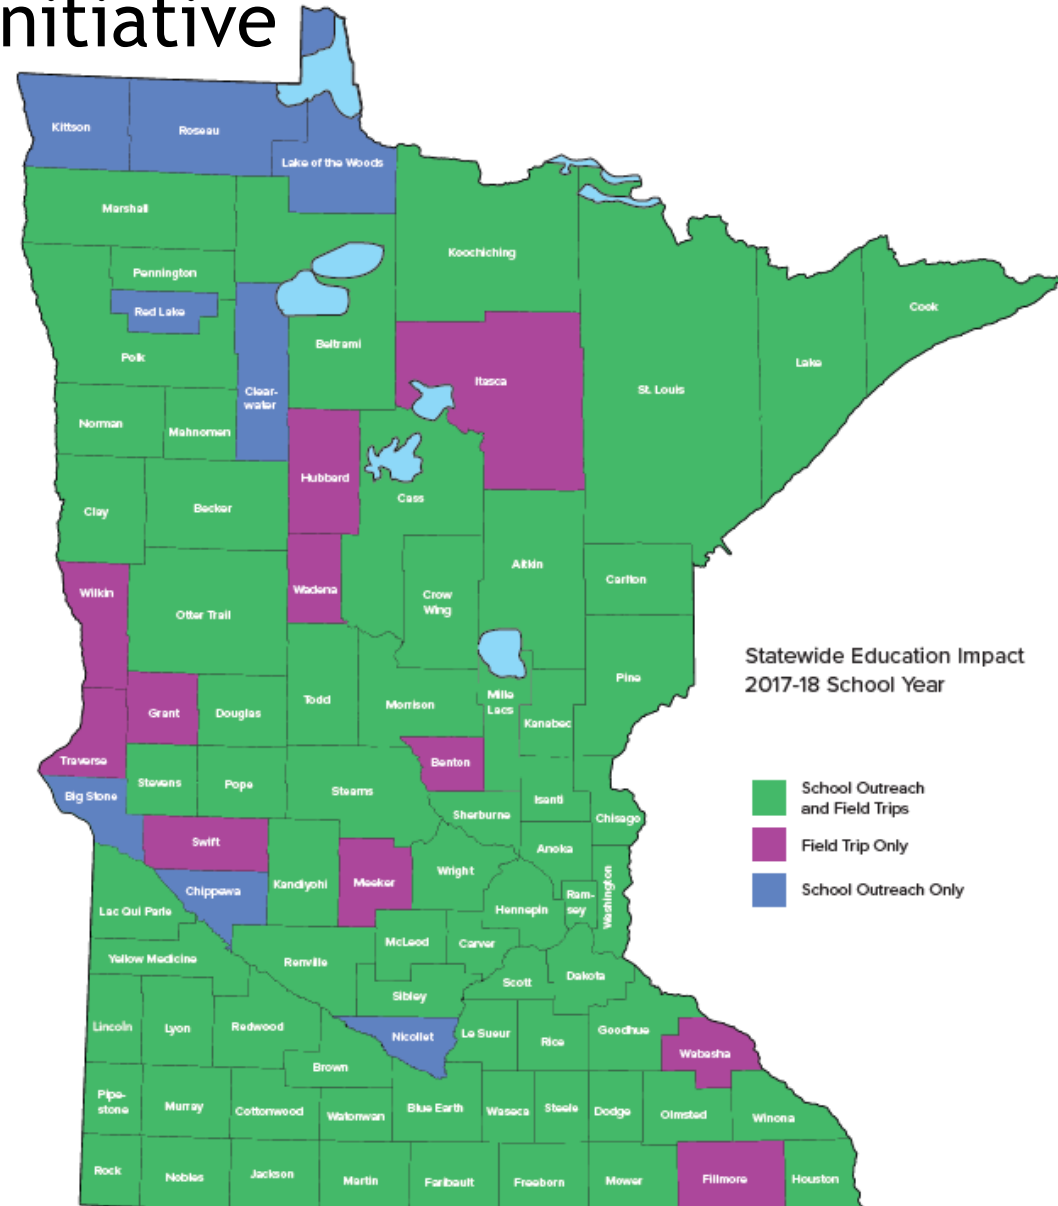 nitiative
Kittson
Roseau
Lake of the Woods
Marshall
Koochiching
Pennington
Red Lake
Cook
Polk
Beltrami
Lake
Itasca
St. Louis
Clear-
water
Norman
Mahnomen
Hubbard
Cass
Clay
Becker
Aitkin
Carlton
Wilkin
Wadena
Crow
Wing
Otter Trail
Statewide Education Impact
2017-18 School Year
Pine
Mille
Lacs
Todd
Morrison
Grant
Douglas
Kanabec
Traverse
Benton
Stevens
Pope
Stearns
Big Stone
School Outreach
and Field Trips
Isanti
Sherburne
Chisago
Swift
Field Trip Only
Anoka
Wright
Kandiyohi
Meeker
Chippewa
School Outreach Only
Ram-
sey
Washington
Hennepin
Lac Qui Parle
McLeod
Carver
Yellow Medicine
Renville
Scott
Dakota
Sibley
Lincoln
Lyon
Redwood
Nicollet
Le Sueur
Rice
Goodhue
Wabasha
Brown
Pipe-
stone
Murray
Cottonwood
Watonwan
Blue Earth
Waseca
Steele
Dodge
Olmsted
Winona
Rock
Nobles
Jackson
Martin
Faribault
Freeborn
Mower
Fillmore
Houston